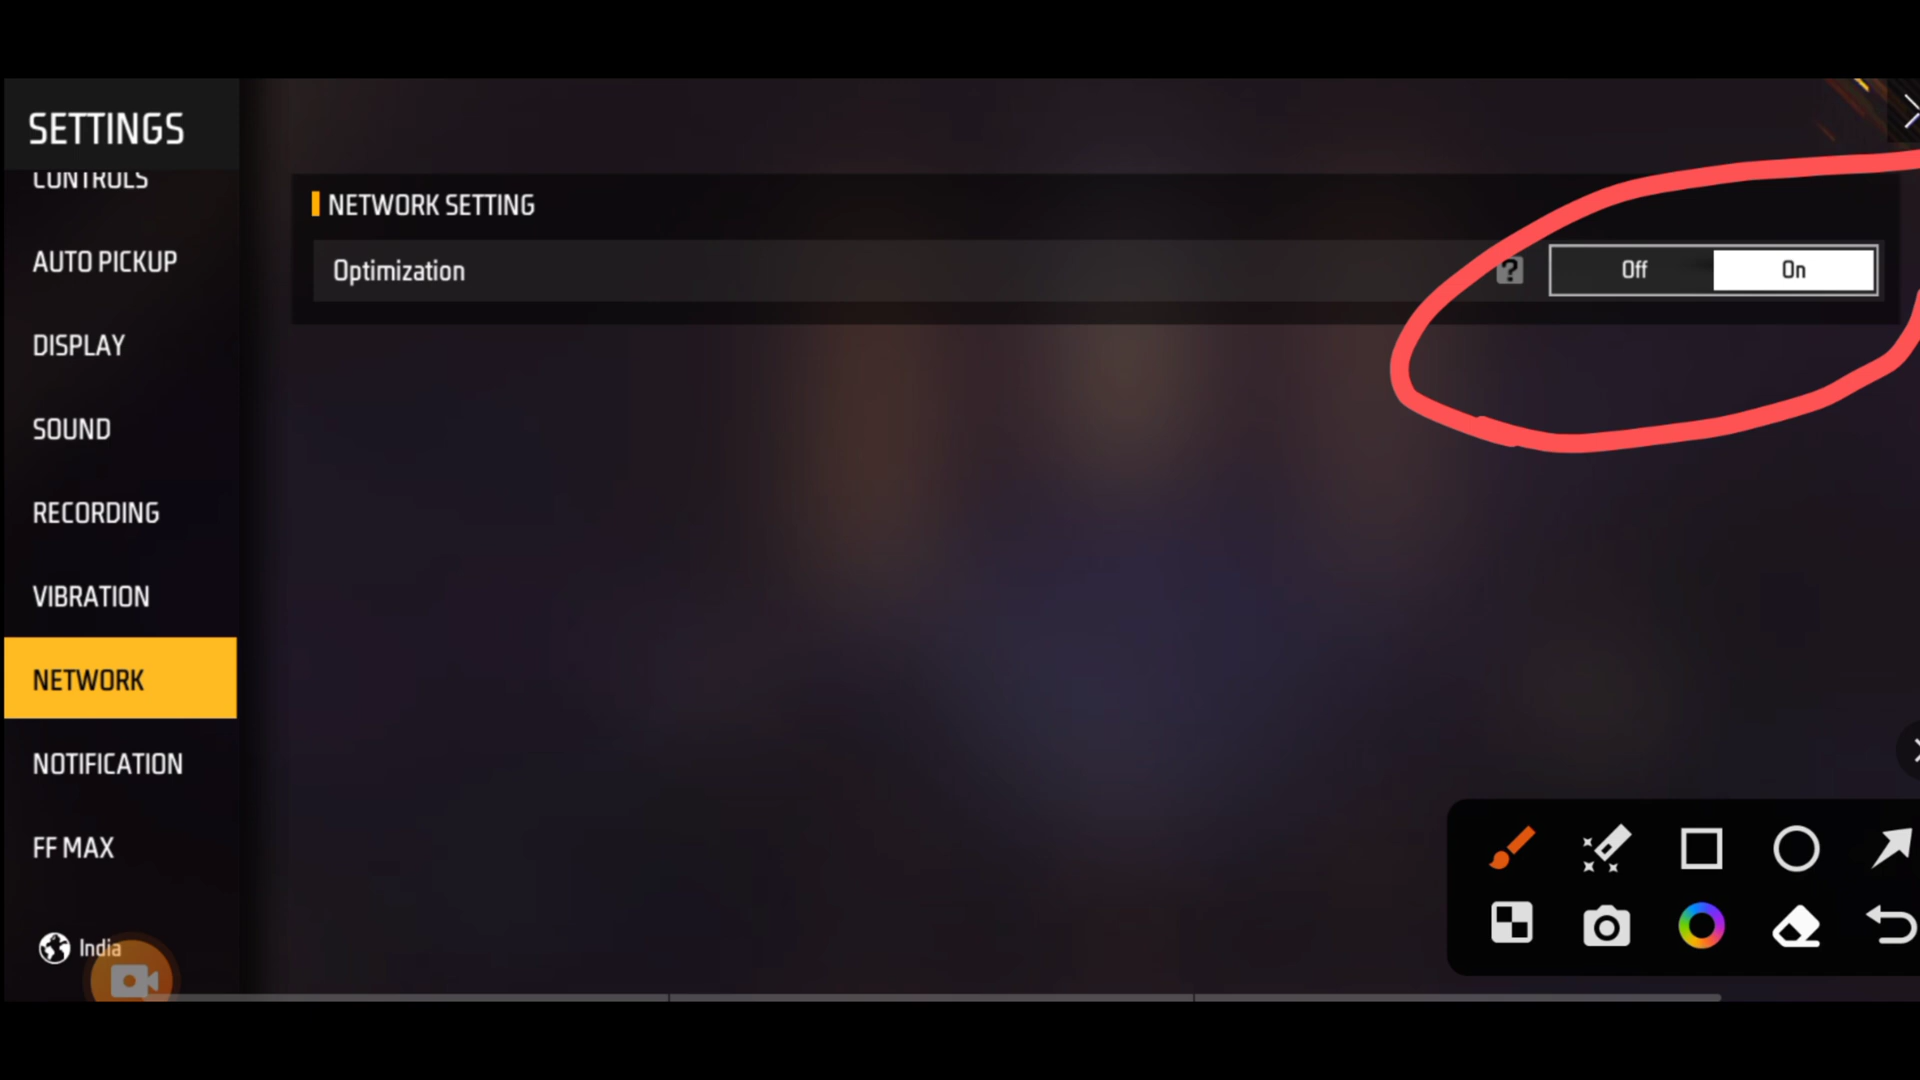 SETTINGS
CONTROLS
AUTO PICKUP
DISPLAY
SOUND
RECORDING
VIBRATION
NETWORK
NOTIFICATION
FF MAX
India
NETWORK SETTING
Optimization ? Off On